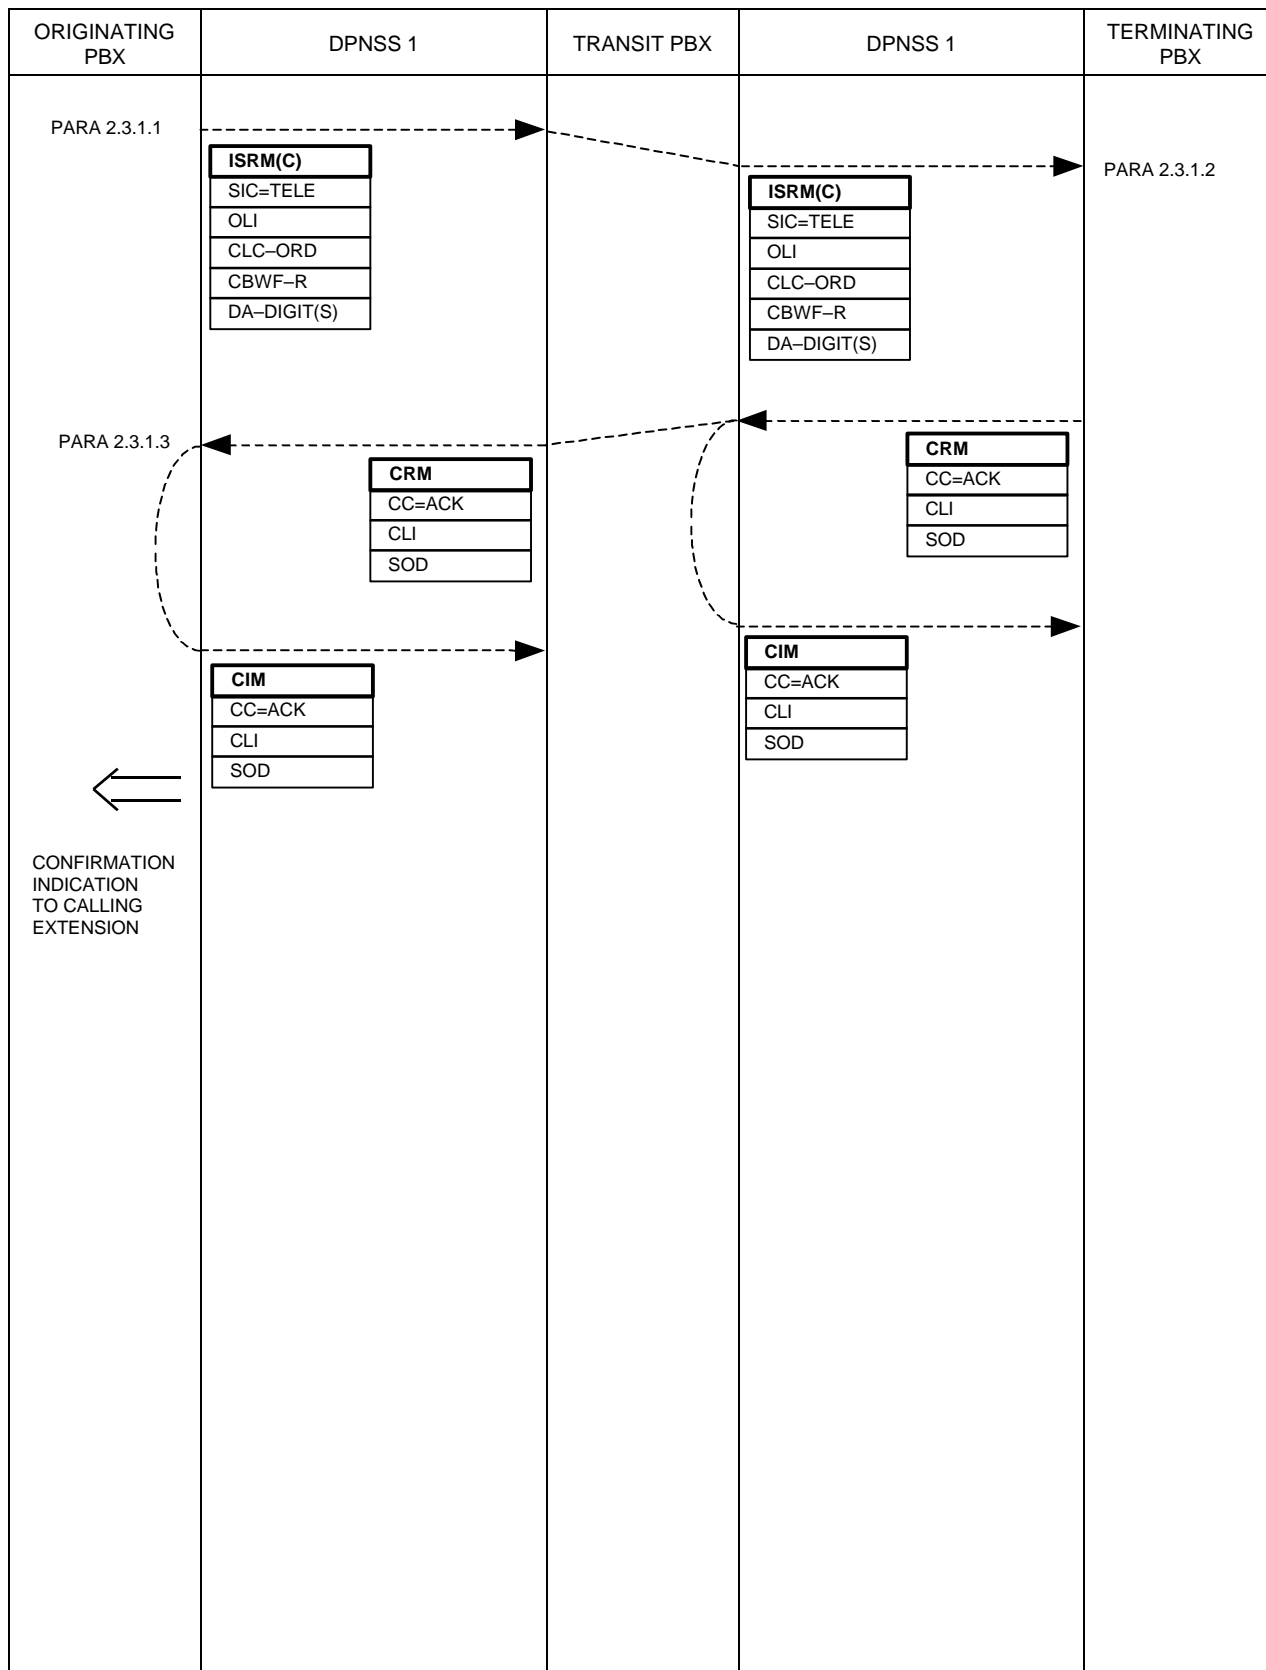 ORIGINATING
PBX
DPNSS 1
TRANSIT PBX
DPNSS 1
TERMINATING
PBX
PARA 2.3.1.1
ISRM(C)
SIC=TELE
OLI
CLC–ORD
CBWF–R
DA–DIGIT(S)
PARA 2.3.1.2
ISRM(C)
SIC=TELE
OLI
CLC–ORD
CBWF–R
DA–DIGIT(S)
PARA 2.3.1.3
CRM
CC=ACK
CLI
SOD
CRM
CC=ACK
CLI
SOD
CIM
CC=ACK
CLI
SOD
CIM
CC=ACK
CLI
SOD
CONFIRMATION
INDICATION
TO CALLING
EXTENSION